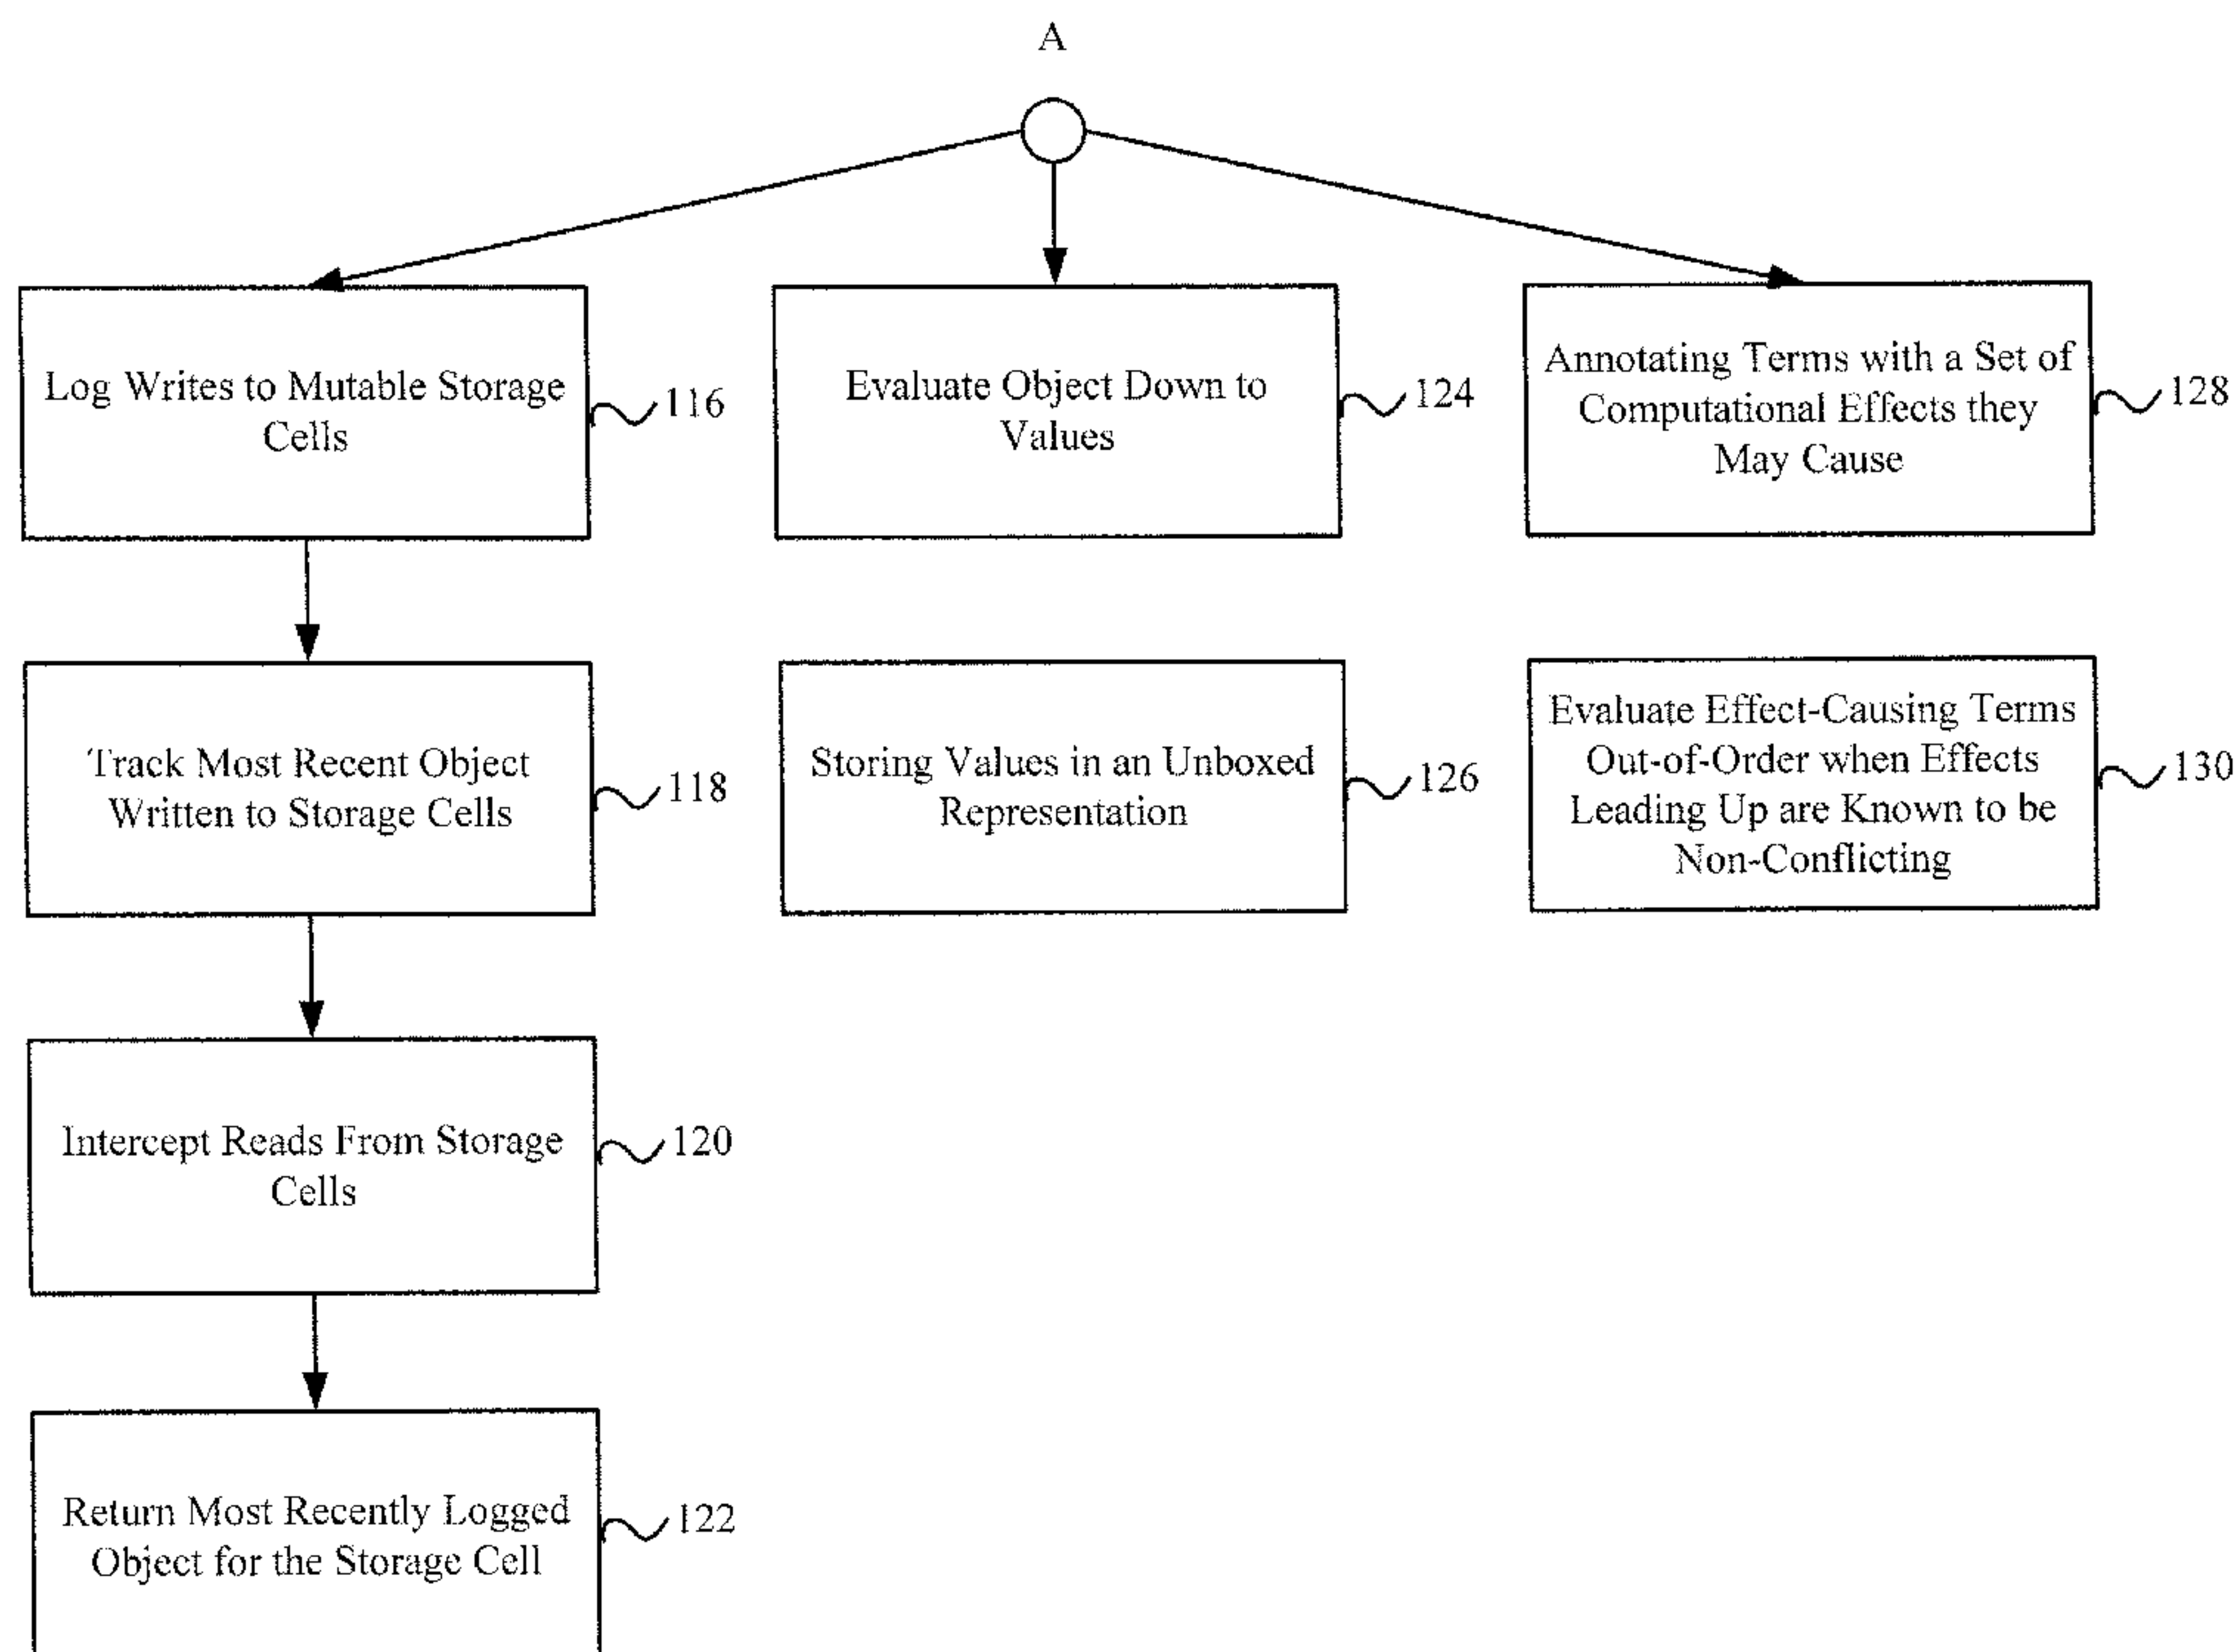 A
Log Writes to Mutable Storage
Cells
116
Evaluate Object Down to
Values
124
Annotating Terms with a Set of
Computational Effects they
May Cause
128
Track Most Recent Object
Written to Storage Cells
118
Storing Values in an Unboxed
Representation
126
Evaluate Effect-Causing Terms
Out-of-Order when Effects
Leading Up are Known to be
Non-Conflicting
130
Intercept Reads From Storage
Cells
120
Return Most Recently Logged
Object for the Storage Cell
122